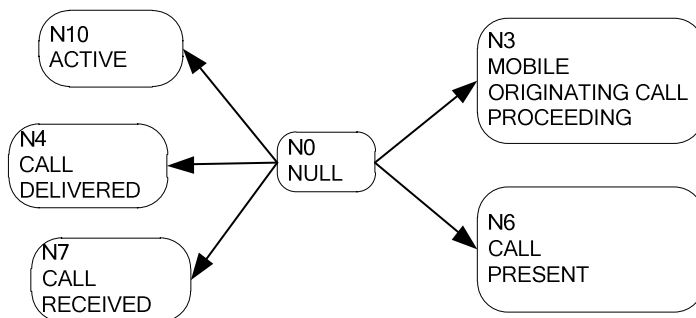 N10
ACTIVE
N4
CALL
DELIVERED
N7
CALL
RECEIVED
N0
NULL
N3
MOBILE
ORIGINATING CALL
PROCEEDING
N6
CALL
PRESENT